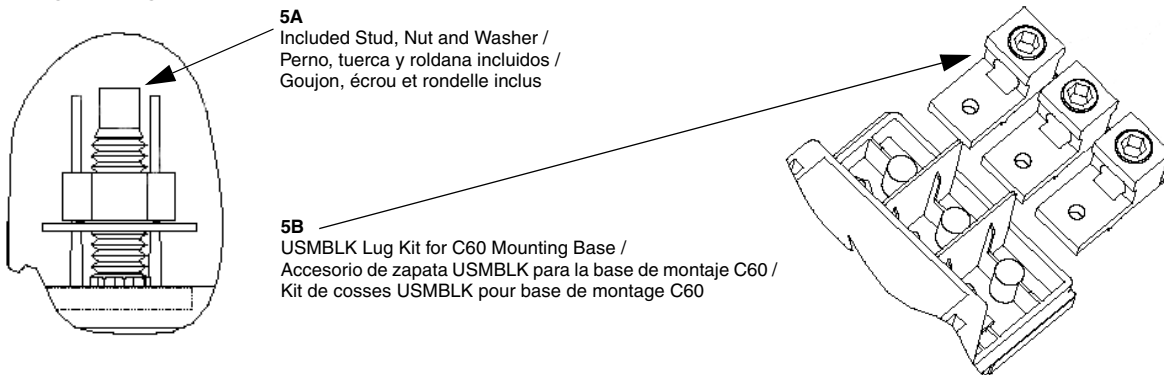 5A
Included Stud, Nut and Washer /
Perno, tuerca y roldana incluidos /
Goujon, écrou et rondelle inclus
5B
USMBLK Lug Kit for C60 Mounting Base /
Accesorio de zapata USMBLK para la base de montaje C60 /
Kit de cosses USMBLK pour base de montage C60